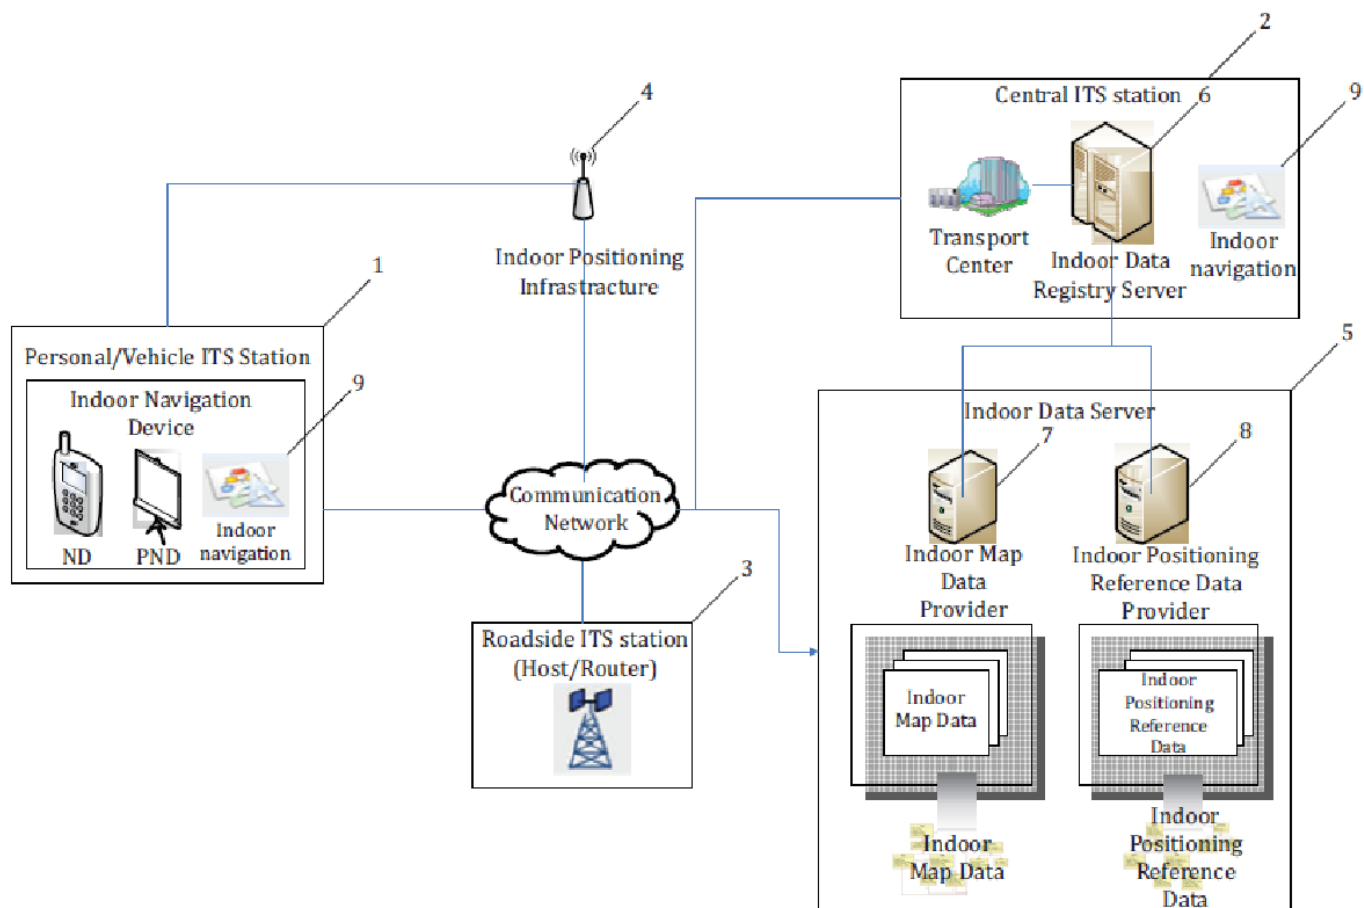 2
Central ITS station
6
9
4
Transport
Center
Indoor Data
Registry Server
Indoor
navigation
Indoor Positioning
Infrastracture
1
Personal/Vehicle ITS Station
9
Indoor Navigation
Device
ND
PND
Indoor
navigation
Communication
Network
3
Roadside ITS station
(Host/Router)
5
Indoor Data Server
7
8
Indoor Map
Data
Provider
Indoor Positioning
Reference Data
Provider
Indoor
Map Data
Indoor
Positioning
Reference
Data
Indoor
Map Data
Indoor
Positioning
Reference
Data